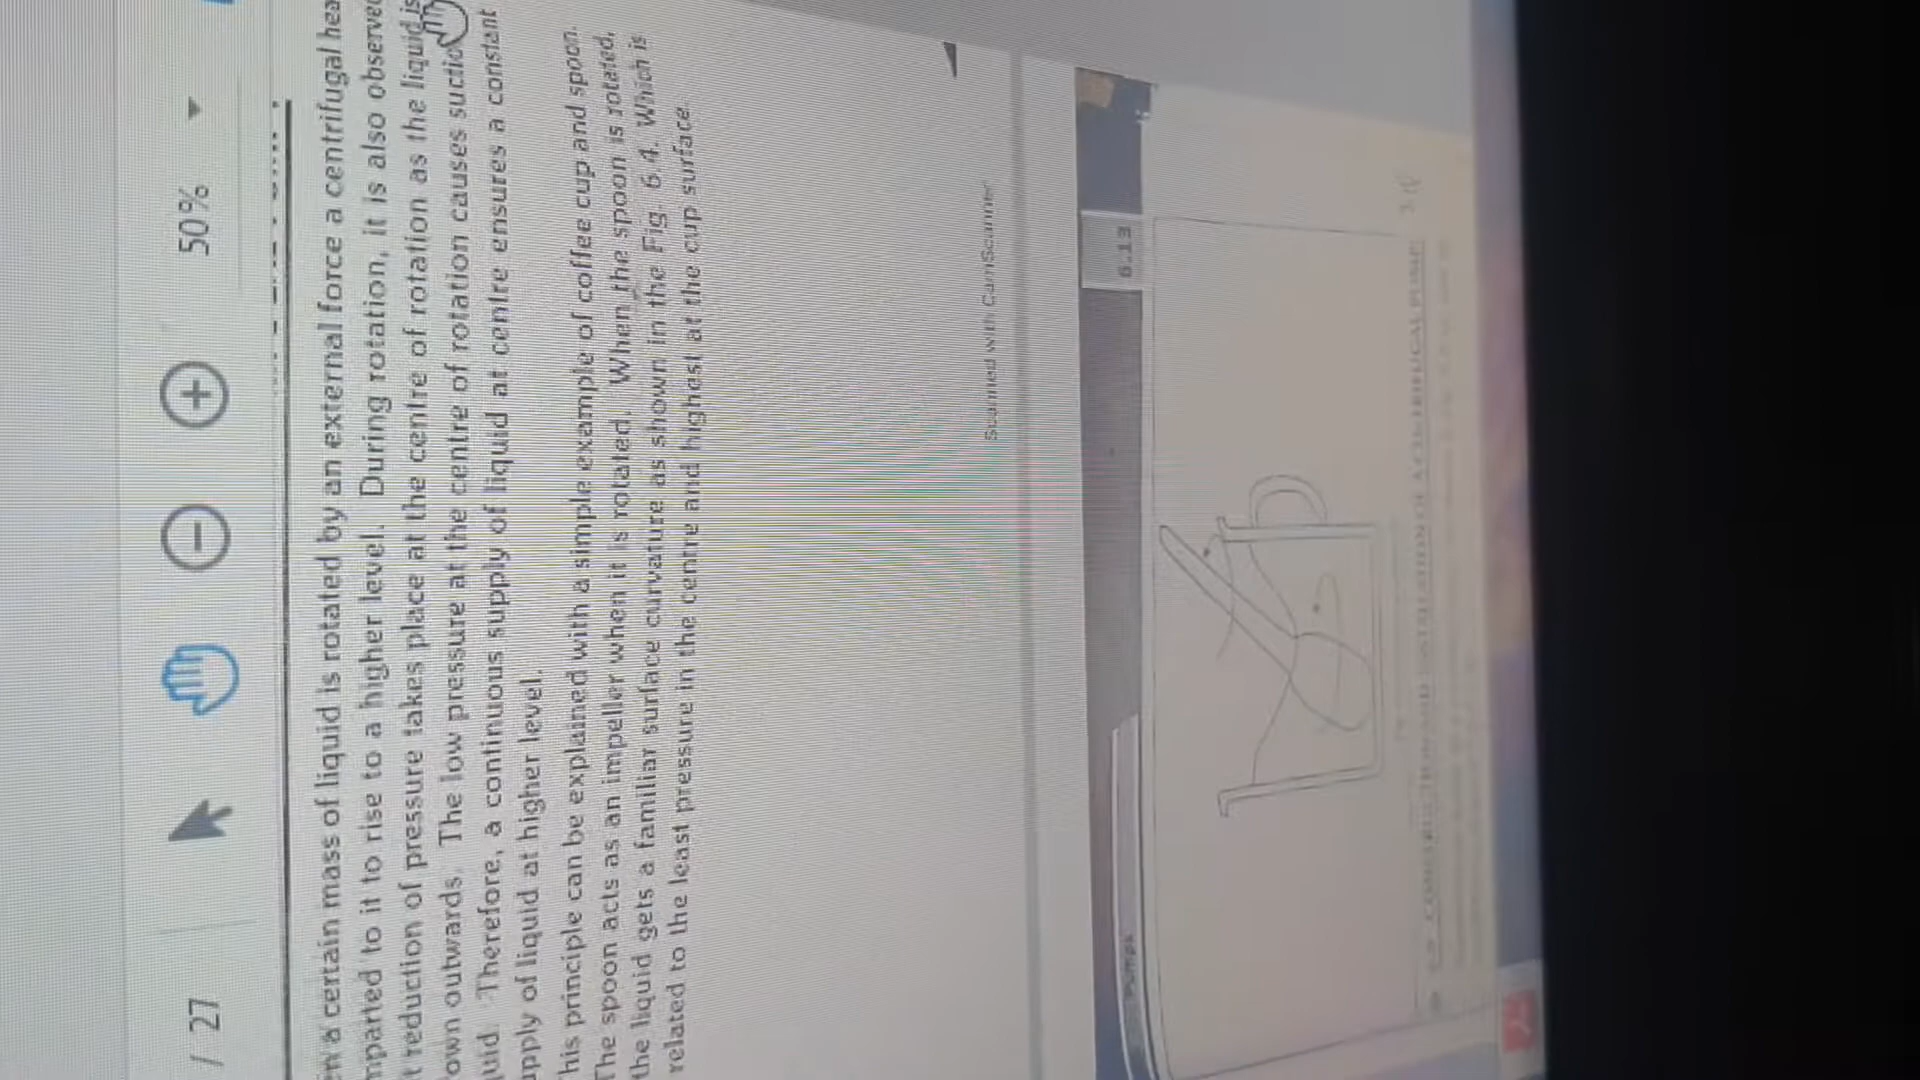 / 27
50%
in a certain mass of liquid is rotated by an external force a centrifugal hea
mparted to it to rise to a higher level. During rotation, it is also observed
t reduction of pressure takes place at the centre of rotation as the liquid is
own outwards. The low pressure at the centre of rotation causes suctio
quid. Therefore, a continuous supply of liquid at centre ensures a constant
upply of liquid at higher level.
This principle can be explained with a simple example of coffee cup and spoon.
The spoon acts as an impeller when it is rotated. When the spoon is rotated,
the liquid gets a familiar surface curvature as shown in the Fig. 6.4. Which is
related to the least pressure in the centre and highest at the cup surface
Scanned with CamScanner
Pumps
6.13